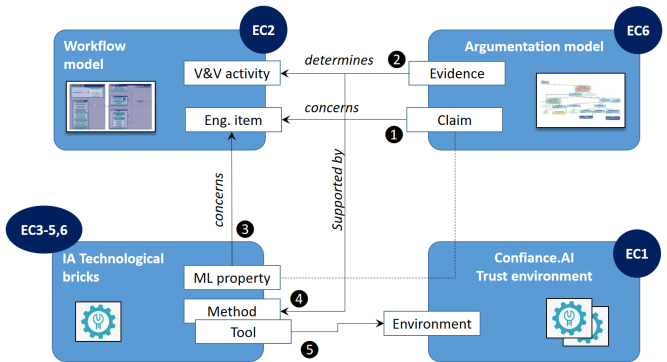 EC2
EC6
Workflow
model
Argumentation model
determines
2
V&V activity
Evidence
concerns
Eng. item
Claim
1
concerns
Supported by
EC3-5,6
3
EC1
IA Technological
bricks
Confiance.AI
Trust environment
ML property
Method
4
Tool
Environment
5